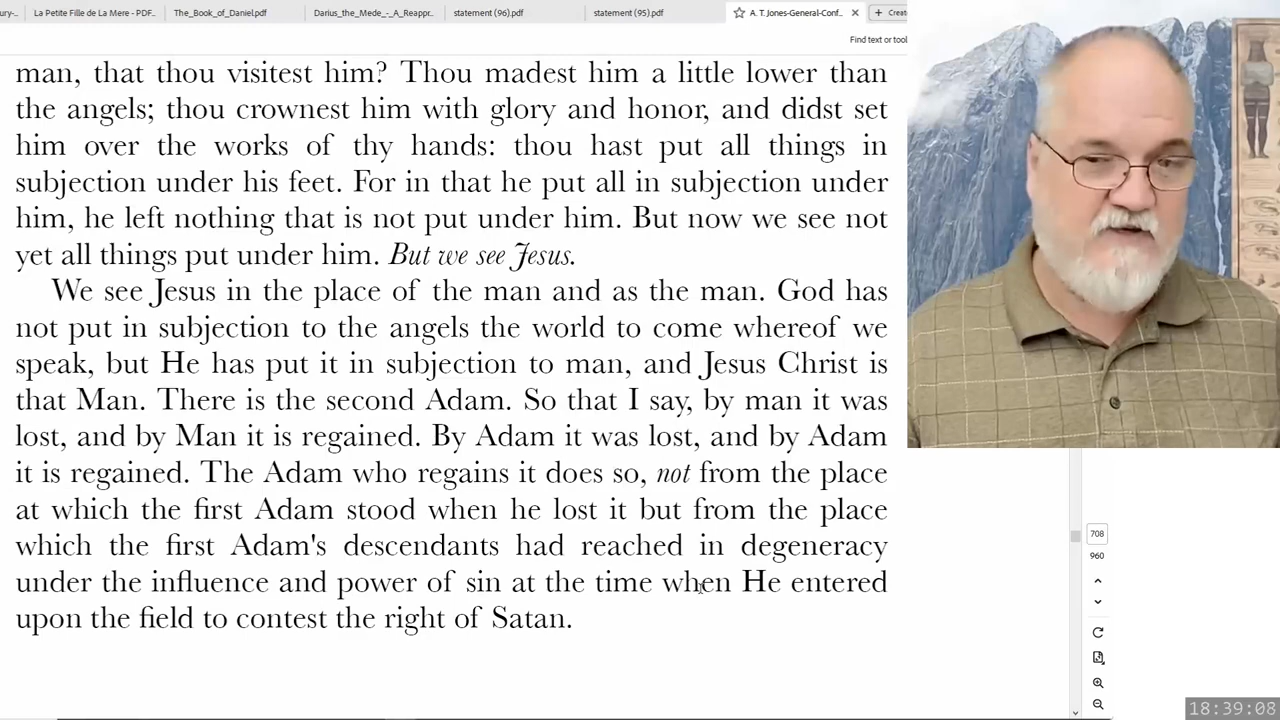 ury-...
La Petite Fille de La Mere - PDF...
The_Book_of_Daniel.pdf
Darius_the_Mede_-_A_Reappr...
statement (96).pdf
statement (95).pdf
A. T. Jones-General-Conf...
Creat
Find text or tool
man, that thou visitest him? Thou madest him a little lower than
the angels; thou crownest him with glory and honor, and didst set
him over the works of thy hands: thou hast put all things in
subjection under his feet. For in that he put all in subjection under
him, he left nothing that is not put under him. But now we see not
yet all things put under him. But we see Jesus.
We see Jesus in the place of the man and as the man. God has
not put in subjection to the angels the world to come whereof we
speak, but He has put it in subjection to man, and Jesus Christ is
that Man. There is the second Adam. So that I say, by man it was
lost, and by Man it is regained. By Adam it was lost, and by Adam
it is regained. The Adam who regains it does so, not from the place
at which the first Adam stood when he lost it but from the place
which the first Adam's descendants had reached in degeneracy
under the influence and power of sin at the time when He entered
upon the field to contest the right of Satan.
708
960
18:39:08